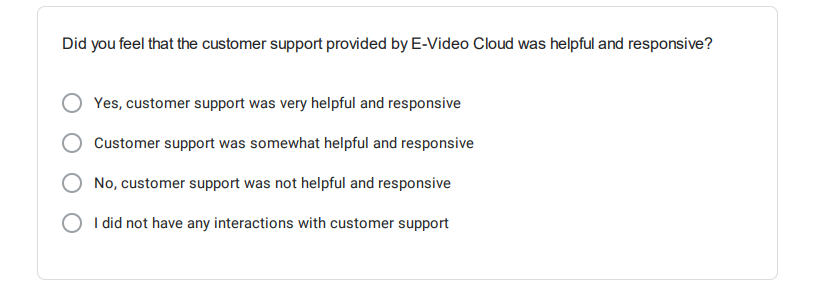 Did you feel that the customer support provided by E-Video Cloud was helpful and responsive?
Yes, customer support was very helpful and responsive
Customer support was somewhat helpful and responsive
No, customer support was not helpful and responsive
I did not have any interactions with customer support